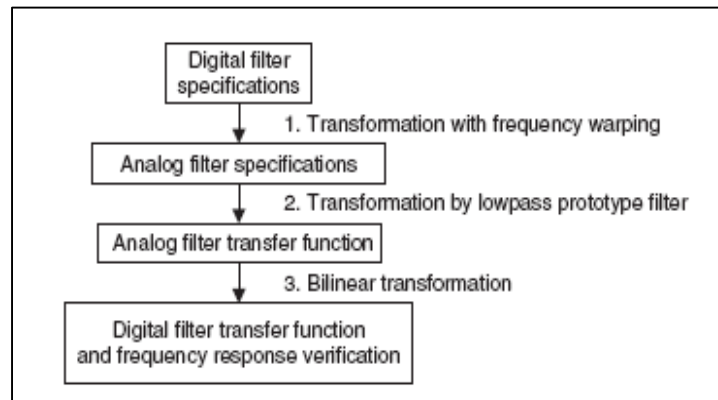 Digital filter
specifications
1. Transformation with frequency warping
Analog filter specifications
2. Transformation by lowpass prototype filter
Analog filter transfer function
3. Bilinear transformation
Digital filter transfer function
and frequency response verification